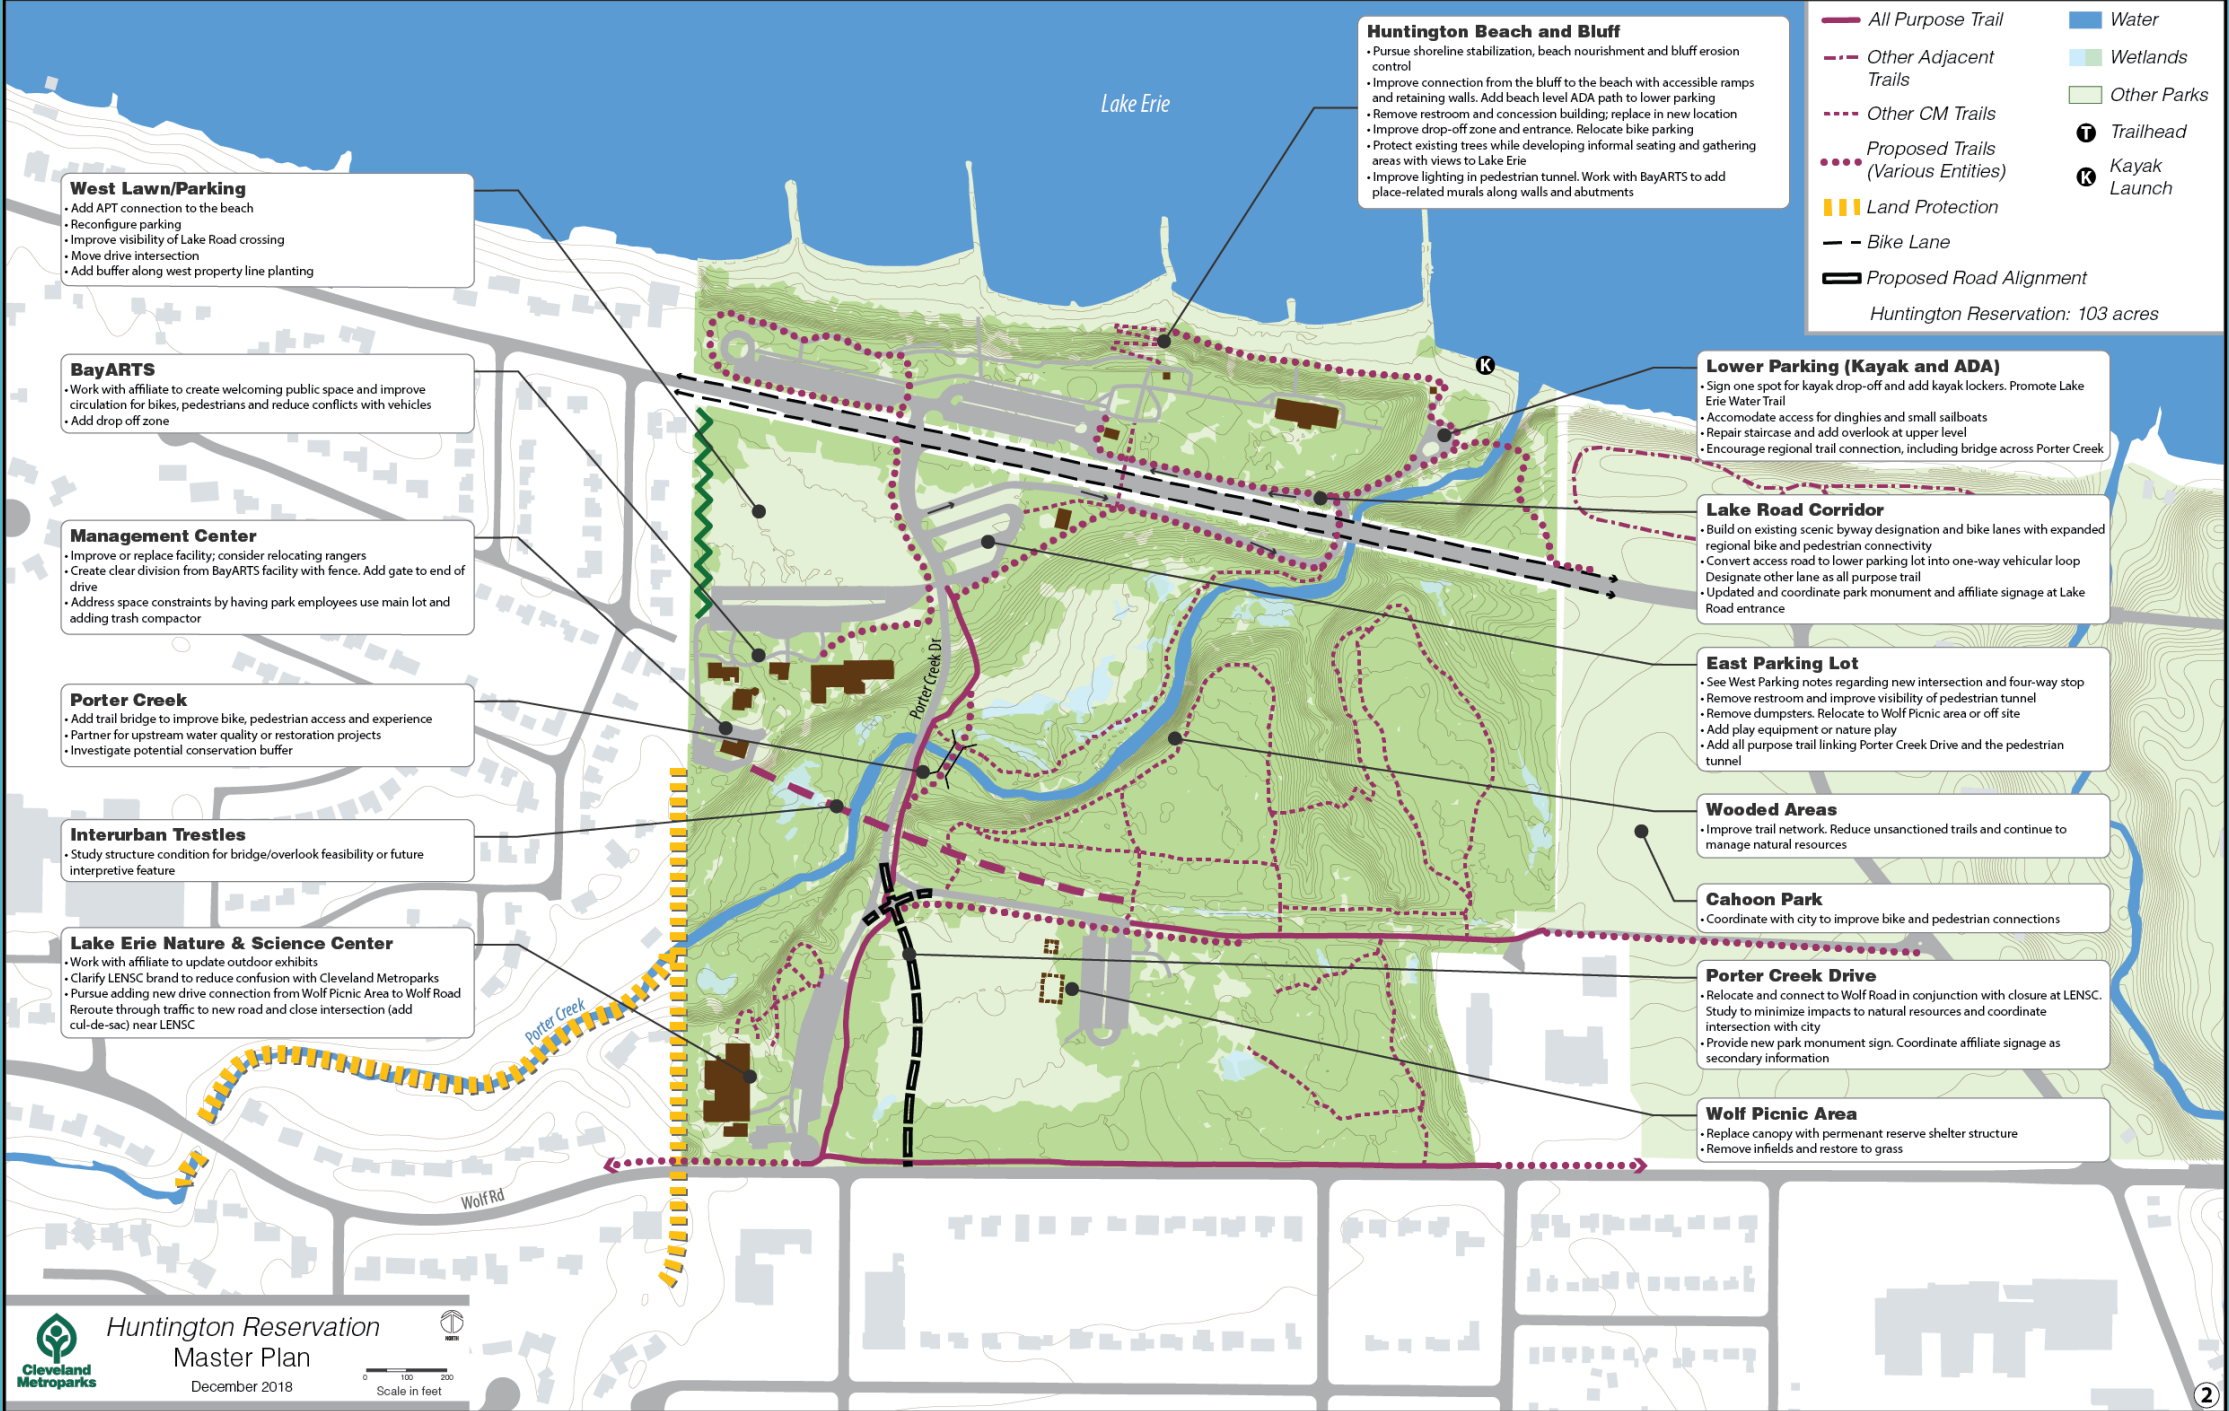 Lake Erie
Huntington Beach and Bluff
• Pursue shoreline stabilization, beach nourishment and bluff erosion
control
• Improve connection from the bluff to the beach with accessible ramps
and retaining walls. Add beach level ADA path to lower parking
• Remove restroom and concession building; replace in new location
• Improve drop-off zone and entrance. Relocate bike parking
• Protect existing trees while developing informal seating and gathering
areas with views to Lake Erie
• Improve lighting in pedestrian tunnel. Work with BayARTS to add
place-related murals along walls and abutments
All Purpose Trail
Other Adjacent
Trails
Other CM Trails
Proposed Trails
(Various Entities)
Land Protection
Bike Lane
Proposed Road Alignment
Water
Wetlands
Other Parks
T
Trailhead
K
Kayak
Launch
Huntington Reservation: 103 acres
West Lawn/Parking
• Add APT connection to the beach
• Reconfigure parking
• Improve visibility of Lake Road crossing
• Move drive intersection
• Add buffer along west property line planting
BayARTS
• Work with affiliate to create welcoming public space and improve
circulation for bikes, pedestrians and reduce conflicts with vehicles
• Add drop off zone
Management Center
• Improve or replace facility; consider relocating rangers
• Create clear division from BayARTS facility with fence. Add gate to end of
drive
• Address space constraints by having park employees use main lot and
adding trash compactor
Porter Creek
• Add trail bridge to improve bike, pedestrian access and experience
• Partner for upstream water quality or restoration projects
• Investigate potential conservation buffer
Interurban Trestles
• Study structure condition for bridge/overlook feasibility or future
interpretive feature
Lake Erie Nature & Science Center
• Work with affiliate to update outdoor exhibits
• Clarify LENSC brand to reduce confusion with Cleveland Metroparks
• Pursue adding new drive connection from Wolf Picnic Area to Wolf Road
Reroute through traffic to new road and close intersection (add
cul-de-sac) near LENSC
K
Porter Creek Dr
Porter Creek
Wolf Rd
Lower Parking (Kayak and ADA)
• Sign one spot for kayak drop-off and add kayak lockers. Promote Lake
Erie Water Trail
• Accomodate access for dinghies and small sailboats
• Repair staircase and add overlook at upper level
• Encourage regional trail connection, including bridge across Porter Creek
Lake Road Corridor
• Build on existing scenic byway designation and bike lanes with expanded
regional bike and pedestrian connectivity
• Convert access road to lower parking lot into one-way vehicular loop
Designate other lane as all purpose trail
• Updated and coordinate park monument and affiliate signage at Lake
Road entrance
East Parking Lot
• See West Parking notes regarding new intersection and four-way stop
• Remove restroom and improve visibility of pedestrian tunnel
• Remove dumpsters. Relocate to Wolf Picnic area or off site
• Add play equipment or nature play
• Add all purpose trail linking Porter Creek Drive and the pedestrian
tunnel
Wooded Areas
• Improve trail network. Reduce unsanctioned trails and continue to
manage natural resources
Cahoon Park
• Coordinate with city to improve bike and pedestrian connections
Porter Creek Drive
• Relocate and connect to Wolf Road in conjunction with closure at LENSC.
Study to minimize impacts to natural resources and coordinate
intersection with city
• Provide new park monument sign. Coordinate affiliate signage as
secondary information
Wolf Picnic Area
• Replace canopy with permenant reserve shelter structure
• Remove infields and restore to grass
Cleveland
Metroparks
Huntington Reservation
Master Plan
December 2018
NORTH
0 100 200
Scale in feet
2